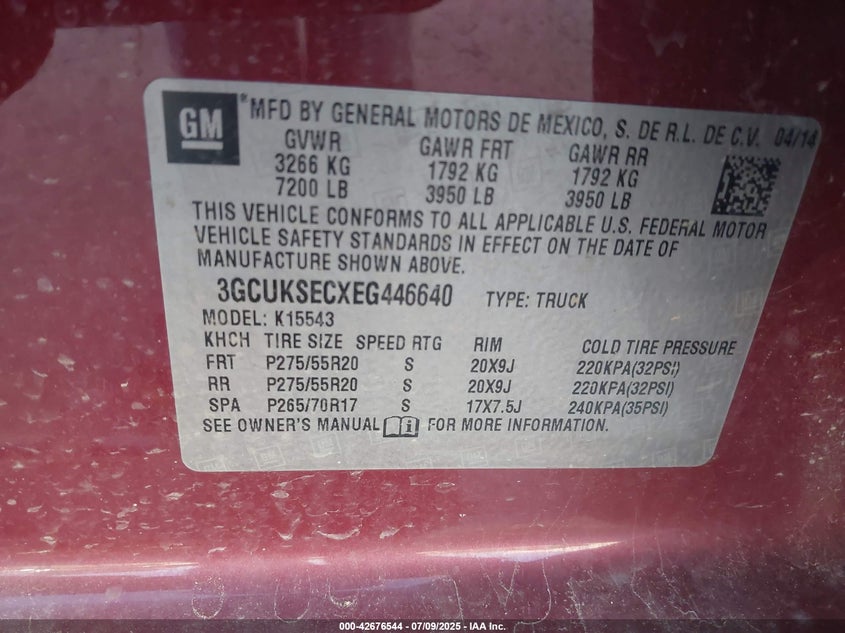 GM
*MFD BY GENERAL MOTORS DE MEXICO, S. DE R.L. DE C.V. 04/14
GVWR GAWR FRT GAWR RR
3266 KG 1792 KG 1792 KG
7200 LB 3950 LB 3950 LB
THIS VEHICLE CONFORMS TO ALL APPLICABLE U.S. FEDERAL MOTOR
VEHICLE SAFETY STANDARDS IN EFFECT ON THE DATE OF
MANUFACTURE SHOWN ABOVE.
3GCUKSECXEG446640 TYPE: TRUCK
MODEL: K15543
KHCH TIRE SIZE SPEED RTG RIM COLD TIRE PRESSURE
FRT P275/55R20 S 20X9J 220KPA(32PSI)
RR P275/55R20 S 20X9J 220KPA(32PSI)
SPA P265/70R17 S 17X7.5J 240KPA(35PSI)
SEE OWNER'S MANUAL FOR MORE INFORMATION.
000-42676544 | 07/09/2025 - IAA Inc.